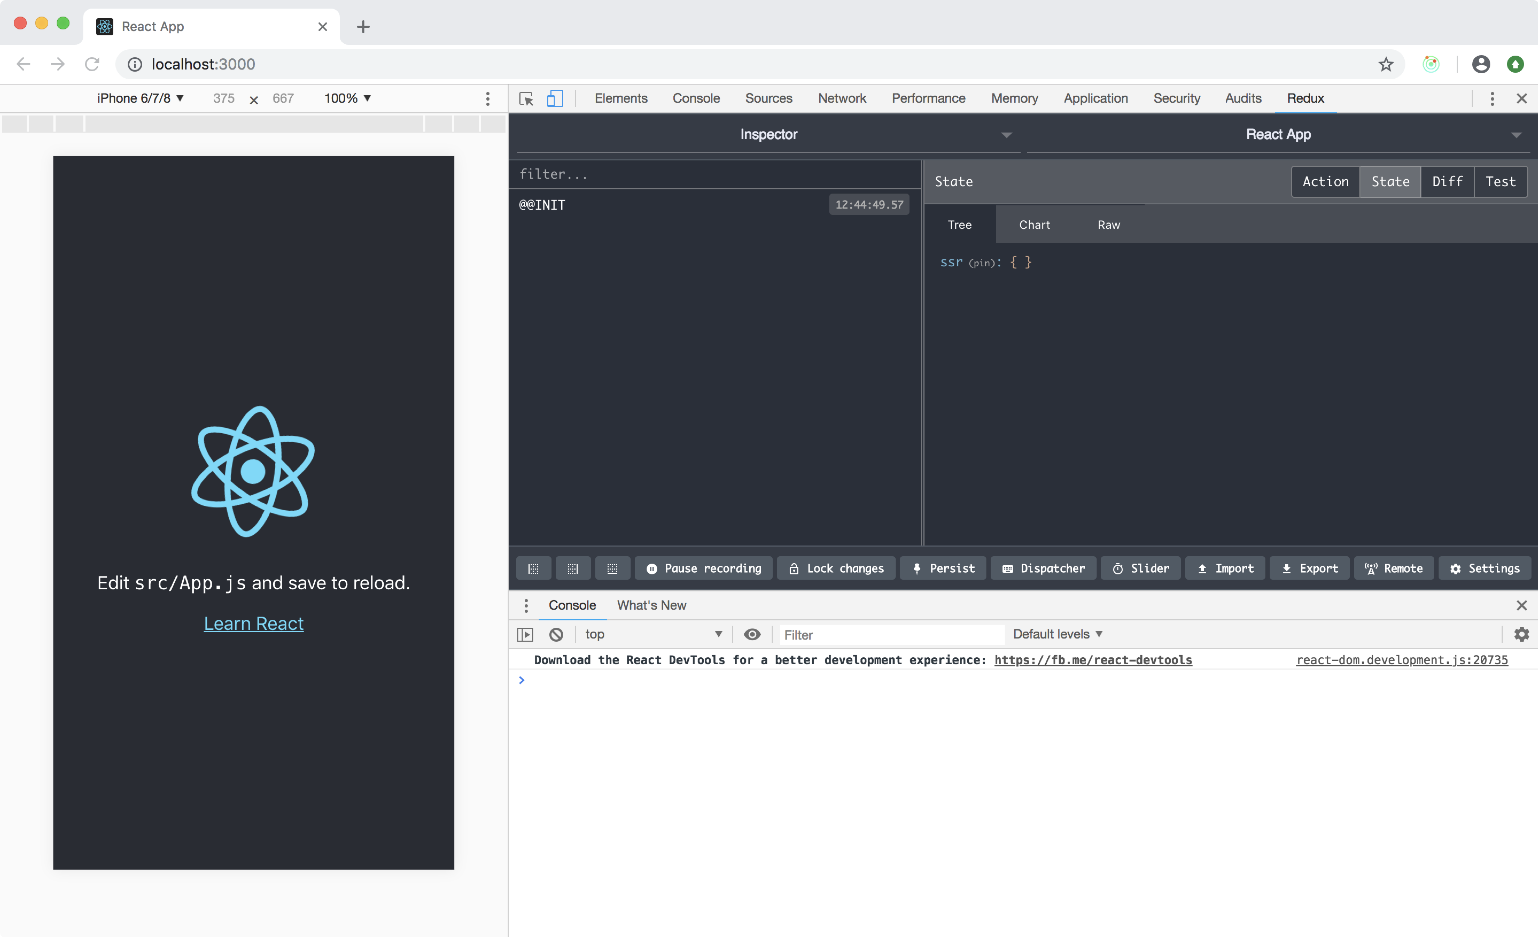 React App
localhost:3000
iPhone 6/7/8 ▼ 375 × 667 100% ▼
Elements Console Sources Network Performance Memory Application Security Audits Redux
Inspector React App
filter...
State Action State Diff Test
@@INIT 12:44:49.57
Tree Chart Raw
ssr (pin): { }
Edit src/App.js and save to reload.
Learn React
Pause recording Lock changes Persist Dispatcher Slider Import Export Remote Settings
Console What's New
top ▼ Filter Default levels ▼
Download the React DevTools for a better development experience: https://fb.me/react-devtools react-dom.development.js:20735